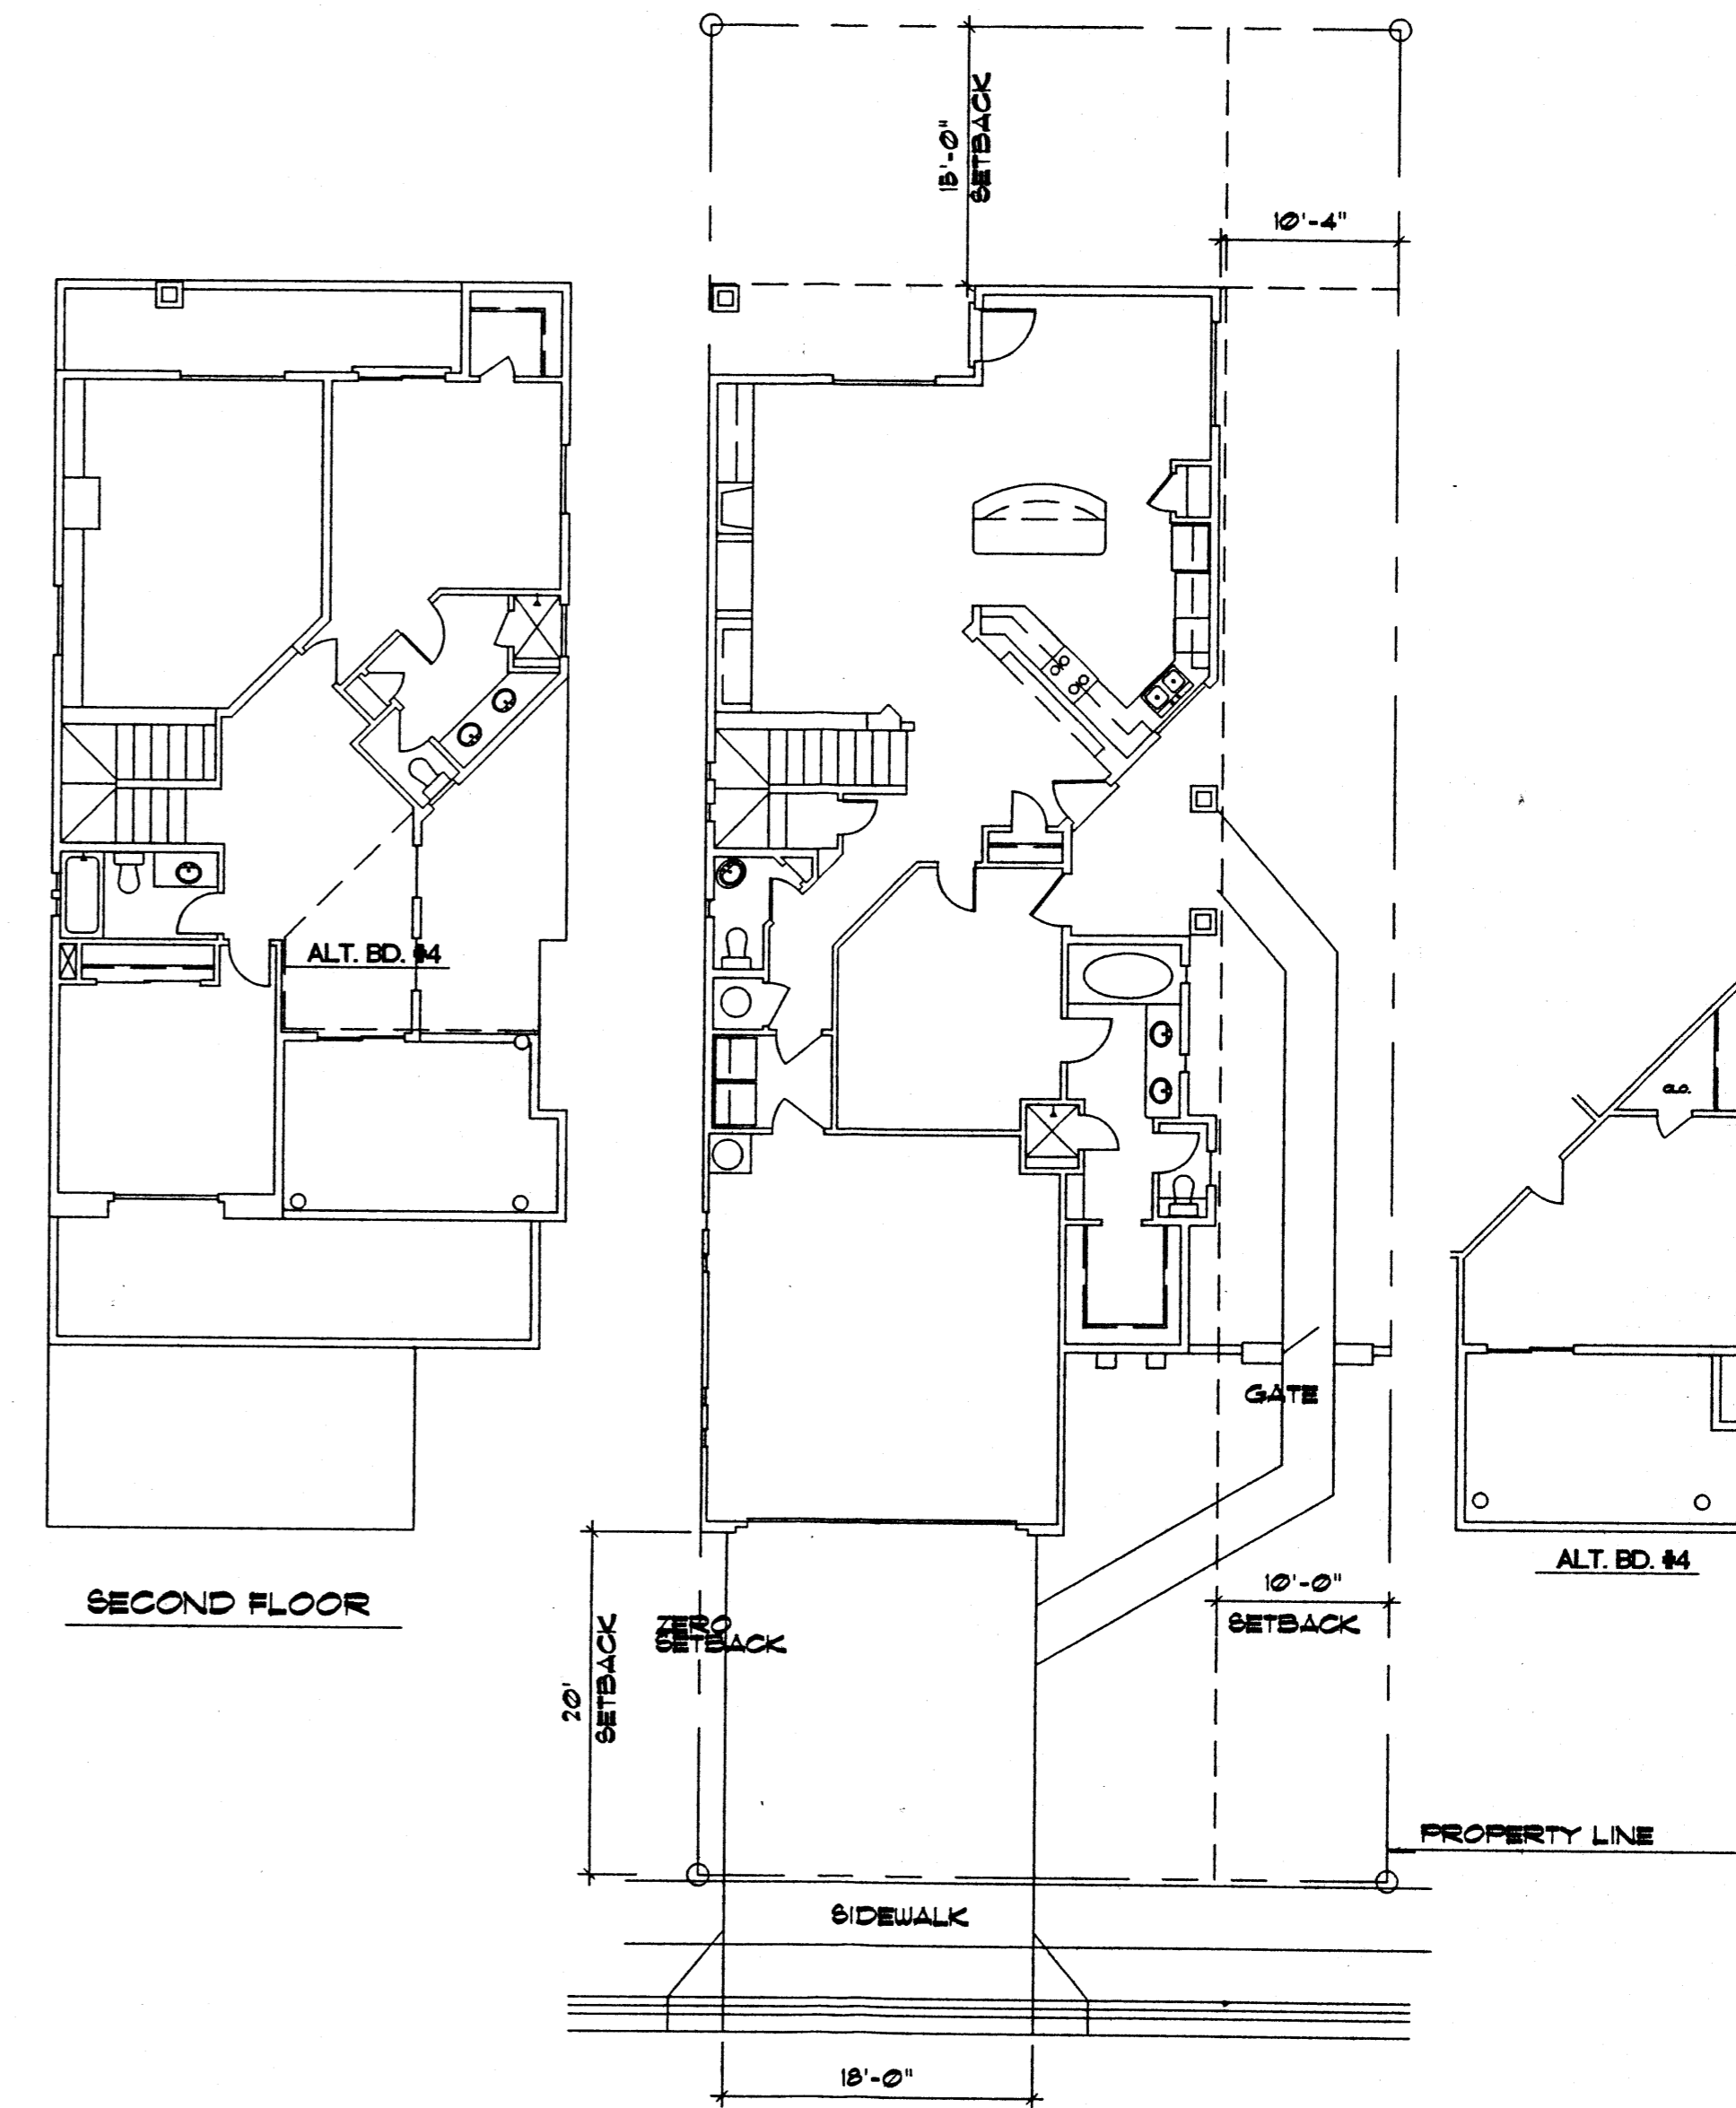 15'-0"
SETBACK
10'-4"
ALT. BD. #4
CLO.
GATE
ALT. BD. #4
10'-0"
SETBACK
SECOND FLOOR
ZERO
SETBACK
20'
SETBACK
PROPERTY LINE
SIDEWALK
18'-0"